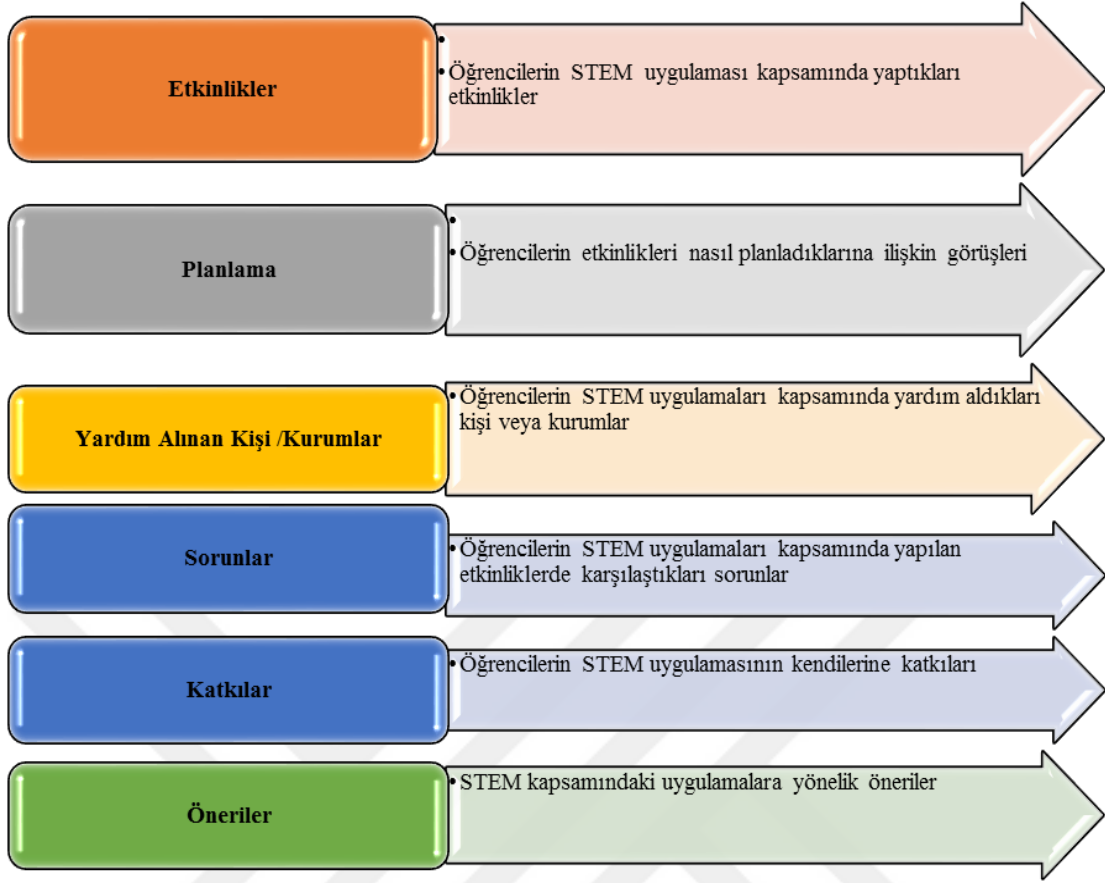 Etkinlikler
•
•Öğrencilerin STEM uygulaması kapsamında yaptıkları
etkinlikler
Planlama
•
•Öğrencilerin etkinlikleri nasıl planladıklarına ilişkin görüşleri
Yardım Alınan Kişi /Kurumlar
•Öğrencilerin STEM uygulamaları kapsamında yardım aldıkları
kişi veya kurumlar
Sorunlar
•Öğrencilerin STEM uygulamaları kapsamında yapılan
etkinliklerde karşılaştıkları sorunlar
Katkılar
•Öğrencilerin STEM uygulamasının kendilerine katkıları
Öneriler
•STEM kapsamındaki uygulamalara yönelik öneriler